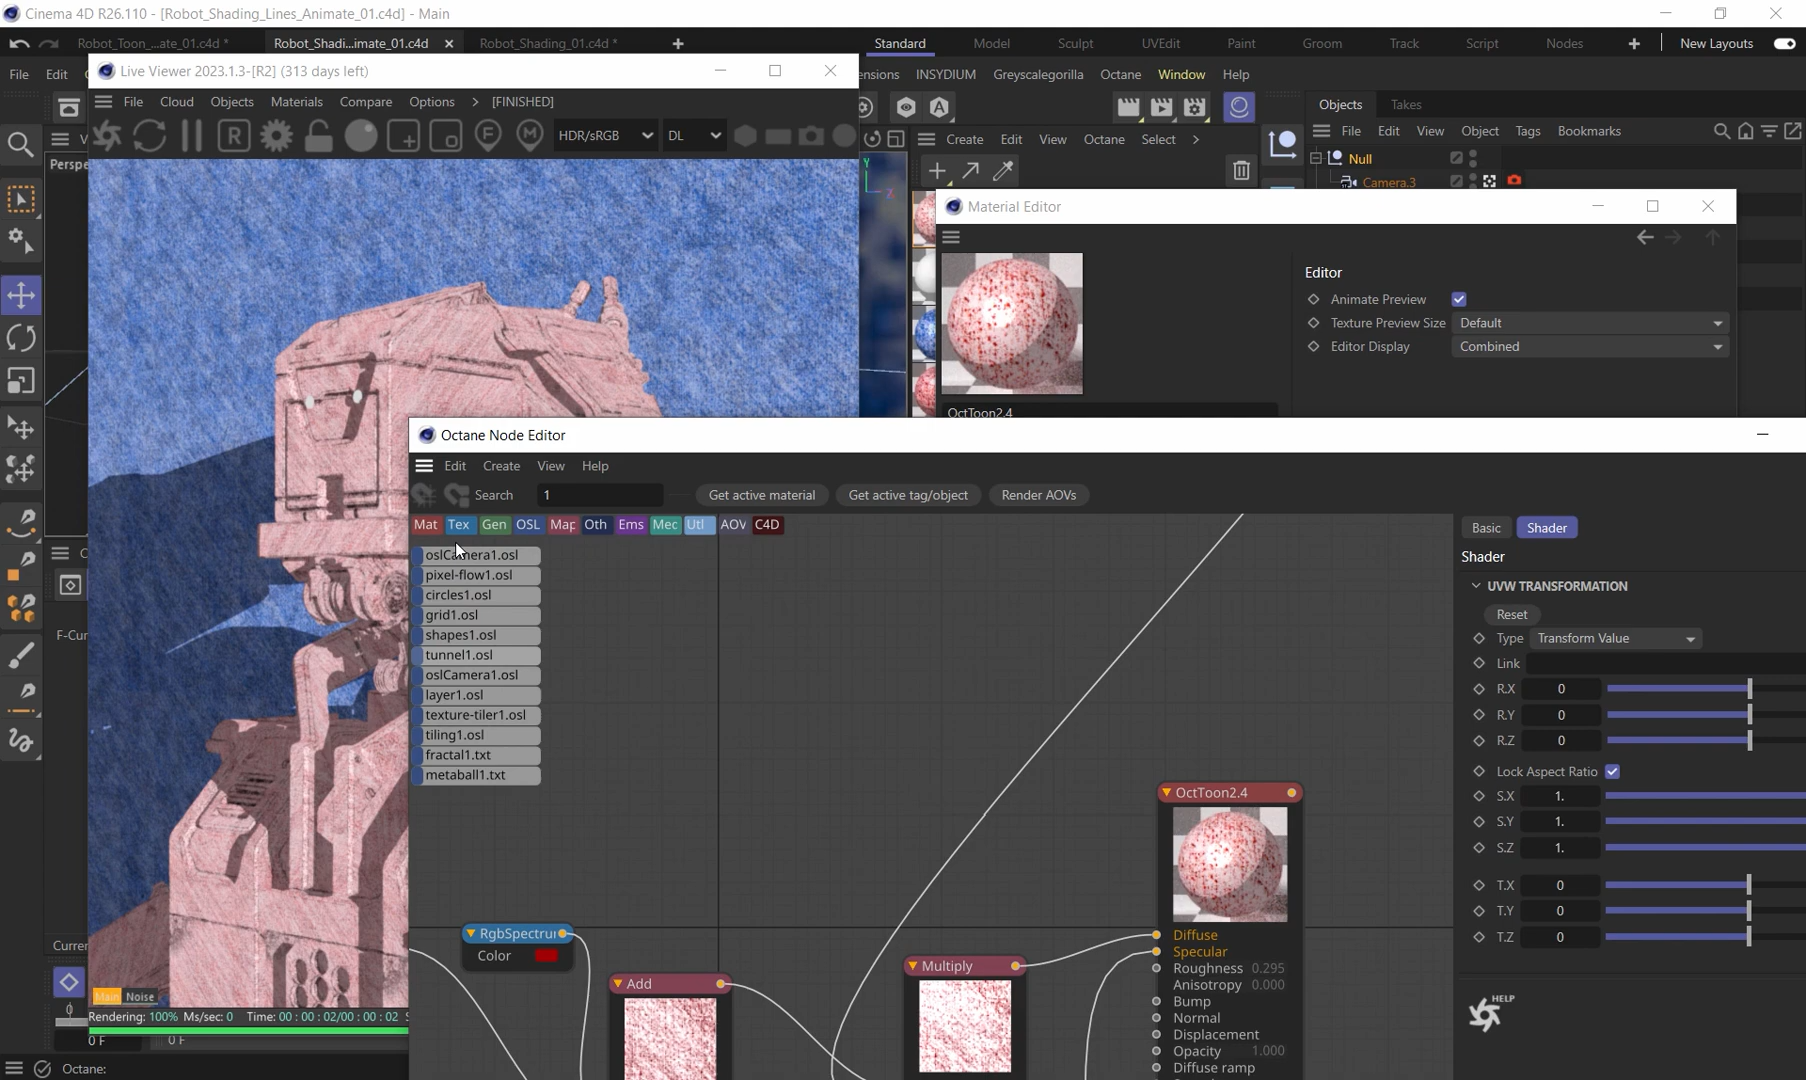 Cinema 4D R26.110 - [Robot_Shading_Lines_Animate_01.c4d] - Main
Robot_Toon_...ate_01.c4d *
Robot_Shadi...imate_01.c4d
Robot_Shading_01.c4d *
Standard
Model
Sculpt
UVEdit
Paint
Groom
Track
Script
Nodes
New Layouts
File
Edit
ensions
INSYDIUM
Greyscalegorilla
Octane
Window
Help
Live Viewer 2023.1.3-[R2] (313 days left)
File
Cloud
Objects
Materials
Compare
Options
[FINISHED]
HDR/sRGB
DL
Perspe
Create
Edit
View
Octane
Select
Objects
Takes
File
Edit
View
Object
Tags
Bookmarks
Null
Camera.3
Material Editor
Editor
Animate Preview
Texture Preview Size
Default
Editor Display
Combined
OctToon2.4
Octane Node Editor
Edit
Create
View
Help
Search
1
Get active material
Get active tag/object
Render AOVs
Mat
Tex
Gen
OSL
Map
Oth
Ems
Mec
Utl
AOV
C4D
pixel-flow1.osl
circles1.osl
grid1.osl
shapes1.osl
tunnel1.osl
oslCamera1.osl
layer1.osl
texture-tiler1.osl
tiling1.osl
fractal1.txt
metaball1.txt
Basic
Shader
Shader
UVW TRANSFORMATION
Reset
Type
Transform Value
Link
R.X
0
R.Y
0
R.Z
0
Lock Aspect Ratio
S.X
1.
S.Y
1.
S.Z
1.
T.X
0
T.Y
0
T.Z
0
HELP
OctToon2.4
Diffuse
Specular
Roughness 0.295
Anisotropy 0.000
Bump
Normal
Displacement
Opacity 1.000
Diffuse ramp
RgbSpectru
Color
Add
Multiply
F-Cur
Curre
Main
Noise
Rendering: 100% Ms/sec: 0 Time: 00 : 00 : 02/00 : 00 : 02
0
0 F
0 F
Octane: